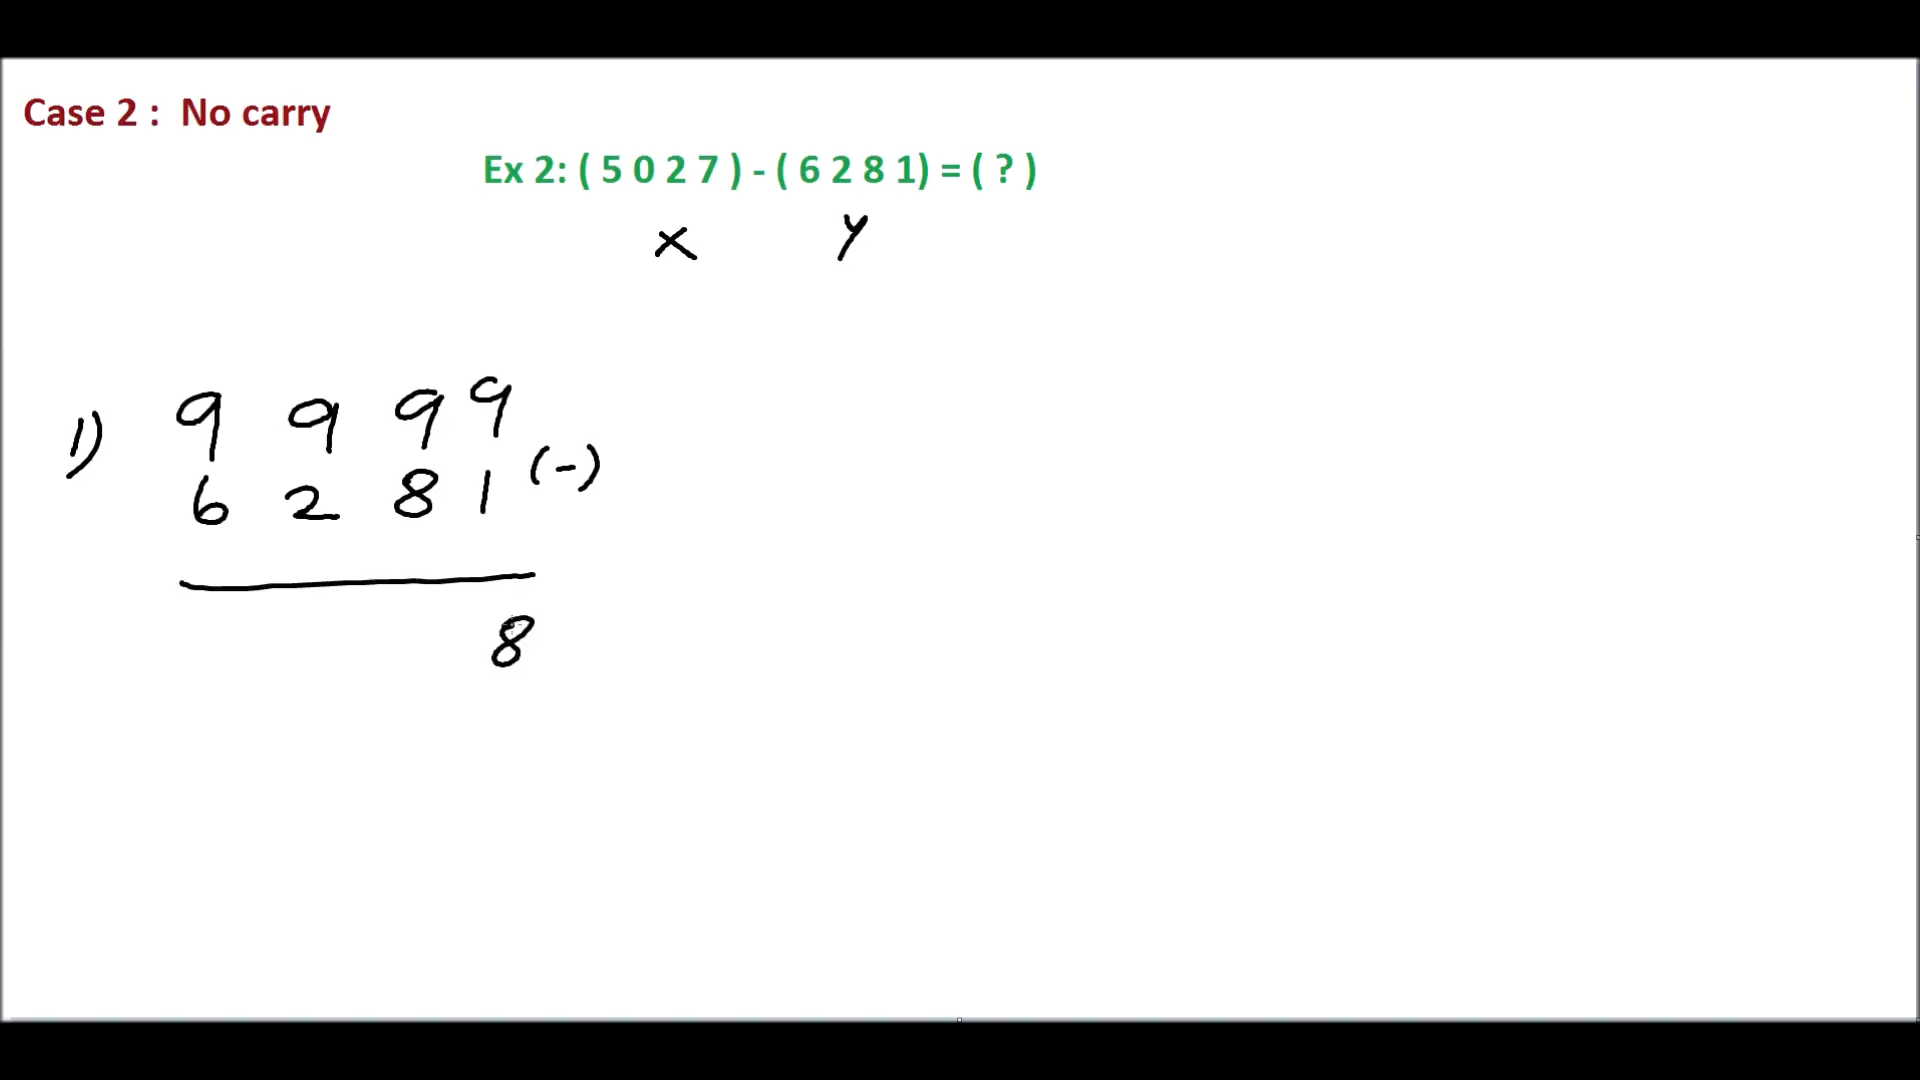 Case 2 : No carry
Ex 2: ( 5 0 2 7 ) - ( 6 2 8 1) = ( ? )
x y
1) 9 9 9 9
6 2 8 1 (-)
8